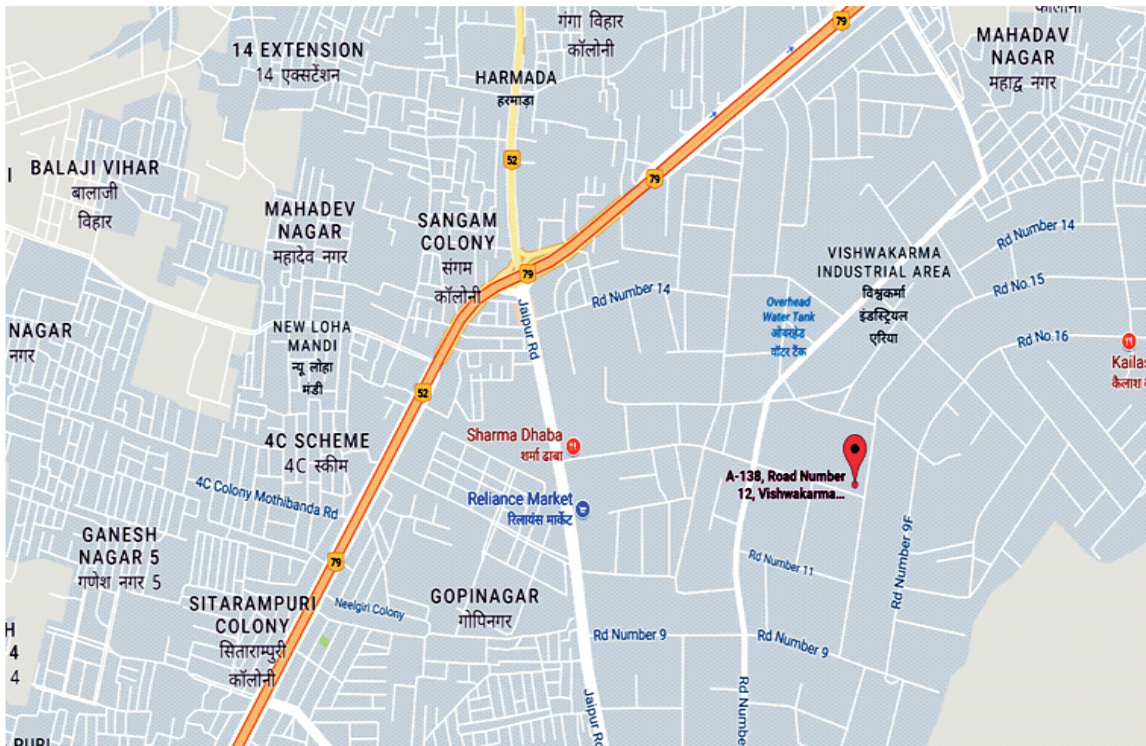 गंगा विहार
कॉलोनी
कॉलोनी
79
14 EXTENSION
14 एक्सटेंशन
HARMADA
हरमाड़ा
MAHADAV
NAGAR
महाद्व नगर
52
79
BALAJI VIHAR
बालाजी
विहार
MAHADEV
NAGAR
महादेव नगर
SANGAM
COLONY
संगम
कॉलोनी
79
Rd Number 14
VISHWAKARMA
INDUSTRIAL AREA
विश्वकर्मा
इंडस्ट्रियल
एरिया
Rd Number 14
Rd No.15
Rd No.16
Overhead
Water Tank
ओवरहेड
वॉटर टैंक
Jaipur Rd
NAGAR
नगर
NEW LOHA
MANDI
न्यू लोहा
मंडी
52
Kailas
कैलाश
4C SCHEME
4C स्कीम
Sharma Dhaba
शर्मा ढाबा
A-138, Road Number
12, Vishwakarma...
4C Colony Mothibanda Rd
Reliance Market
रिलायंस मार्केट
GANESH
NAGAR 5
गणेश नगर 5
79
Rd Number 11
Rd Number 9F
SITARAMPURI
COLONY
सिताराम्पुरी
कॉलोनी
Neelgiri Colony
GOPINAGAR
गोपिनगर
Rd Number 9
Rd Number 9
H
4
4
Jaipur Rd
Rd Numbe
PURI